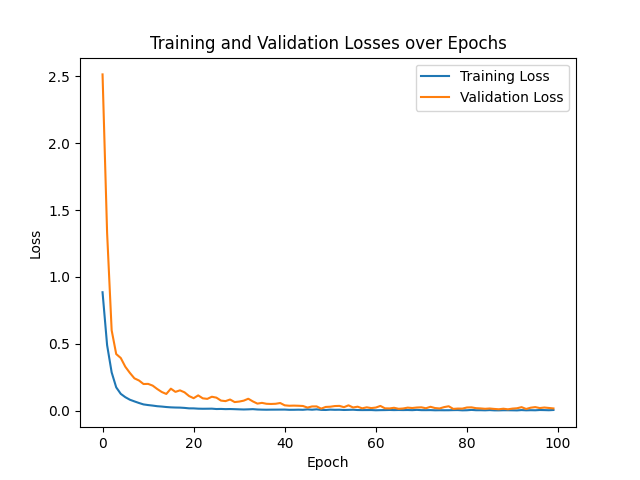 Training and Validation Losses over Epochs
Training Loss
Validation Loss
Loss
2.5
2.0
1.5
1.0
0.5
0.0
0 20 40 60 80 100
Epoch